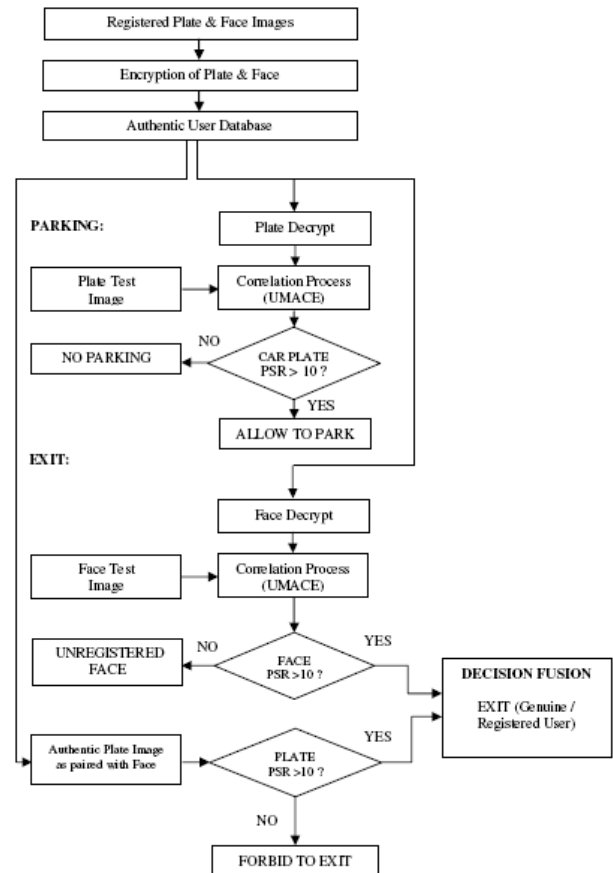 Registered Plate & Face Images
Encryption of Plate & Face
Authentic User Database
PARKING:
Plate Decrypt
Plate Test
Image
Correlation Process
(UMACE)
NO
NO PARKING
CAR PLATE
PSR > 10 ?
YES
ALLOW TO PARK
EXIT:
Face Decrypt
Face Test
Image
Correlation Process
(UMACE)
NO
YES
UNREGISTERED
FACE
FACE
PSR >10 ?
DECISION FUSION
EXIT (Genuine /
Registered User)
Authentic Plate Image
as paired with Face
YES
PLATE
PSR >10 ?
NO
FORBID TO EXIT